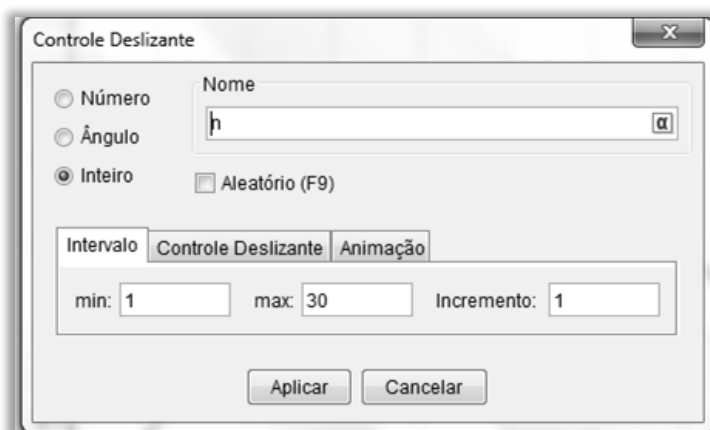 Controle Deslizante
Número
Ângulo
Inteiro
Nome
n
α
Aleatório (F9)
Intervalo Controle Deslizante Animação
min: 1 max: 30 Incremento: 1
Aplicar Cancelar